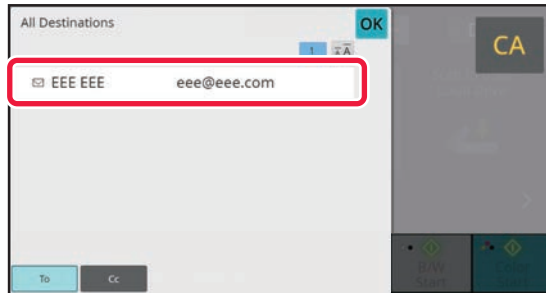 All Destinations
OK
CA
1
EEE EEE eee@eee.com
To
Cc
B/W
Start
Color
Start